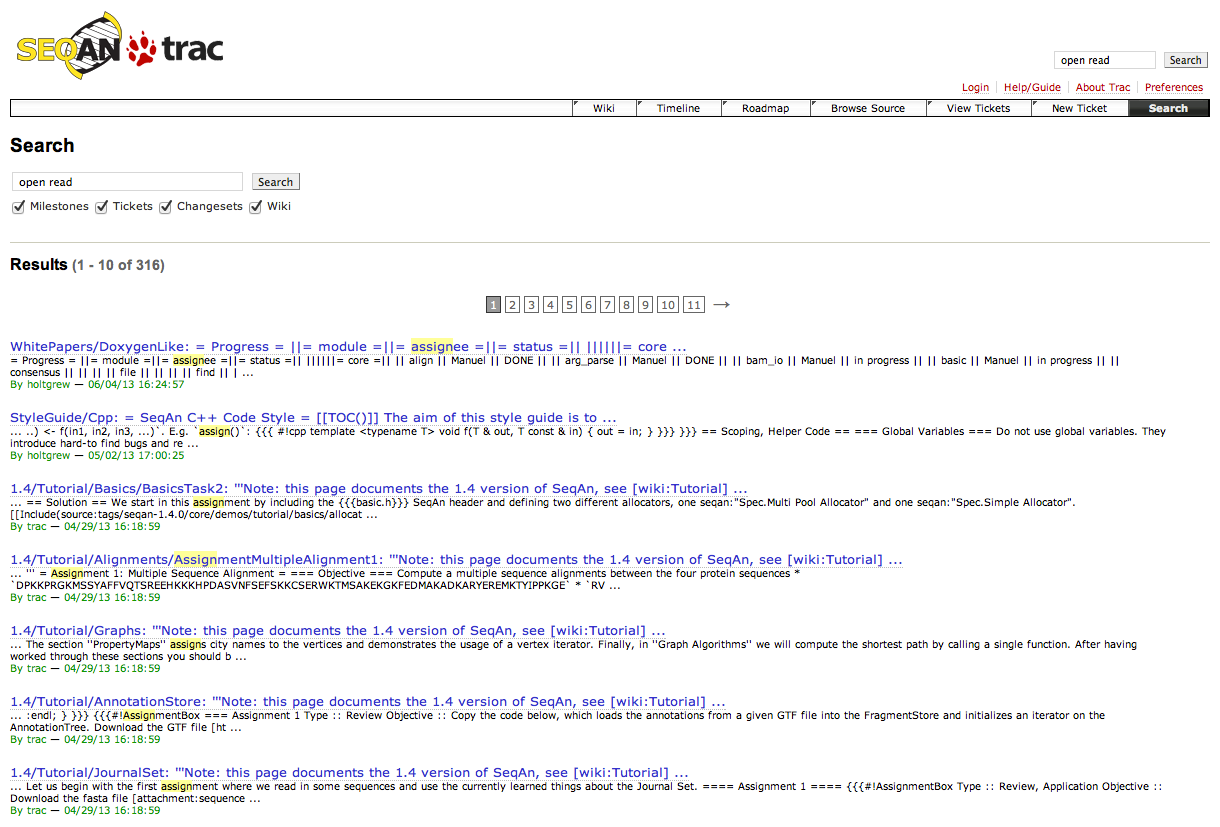 SEQAN trac
open read Search
Login Help/Guide About Trac Preferences
Wiki Timeline Roadmap Browse Source View Tickets New Ticket Search
Search
open read Search
Milestones Tickets Changesets Wiki
Results (1 - 10 of 316)
1 2 3 4 5 6 7 8 9 10 11 →
WhitePapers/DoxygenLike: = Progress = ||= module =||= assignee =||= status =|| ||||||= core ...
= Progress = ||= module =||= assignee =||= status =|| ||||||= core =|| || align || Manuel || DONE || || arg_parse || Manuel || DONE || || bam_io || Manuel || in progress || || basic || Manuel || in progress || ||
consensus || || || || file || || || || find || | ...
By holtgrew — 06/04/13 16:24:57
StyleGuide/Cpp: = SeqAn C++ Code Style = [[TOC()]] The aim of this style guide is to ...
... ..) <- f(in1, in2, in3, ...)`. E.g. `assign()`: {{{ #!cpp template <typename T> void f(T & out, T const & in) { out = in; } }}} }}} == Scoping, Helper Code == === Global Variables === Do not use global variables. They
introduce hard-to find bugs and re ...
By holtgrew — 05/02/13 17:00:25
1.4/Tutorial/Basics/BasicsTask2: '''Note: this page documents the 1.4 version of SeqAn, see [wiki:Tutorial] ...
... == Solution == We start in this assignment by including the {{{basic.h}}} SeqAn header and defining two different allocators, one seqan:"Spec.Multi Pool Allocator" and one seqan:"Spec.Simple Allocator".
[[Include(source:tags/seqan-1.4.0/core/demos/tutorial/basics/allocat ...
By trac — 04/29/13 16:18:59
1.4/Tutorial/Alignments/AssignmentMultipleAlignment1: '''Note: this page documents the 1.4 version of SeqAn, see [wiki:Tutorial] ...
... ''' = Assignment 1: Multiple Sequence Alignment = === Objective === Compute a multiple sequence alignments between the four protein sequences *
`DPKKPRGKMSSYAFFVQTSREEHKKKHPDASVNFSEFSKKCSERWKTMSAKEKGKFEDMAKADKARYEREMKTYIPPKGE` * `RV ...
By trac — 04/29/13 16:18:59
1.4/Tutorial/Graphs: '''Note: this page documents the 1.4 version of SeqAn, see [wiki:Tutorial] ...
... The section ''PropertyMaps'' assigns city names to the vertices and demonstrates the usage of a vertex iterator. Finally, in ''Graph Algorithms'' we will compute the shortest path by calling a single function. After having
worked through these sections you should b ...
By trac — 04/29/13 16:18:59
1.4/Tutorial/AnnotationStore: '''Note: this page documents the 1.4 version of SeqAn, see [wiki:Tutorial] ...
... :endl; } }}} {{{#!AssignmentBox === Assignment 1 Type :: Review Objective :: Copy the code below, which loads the annotations from a given GTF file into the FragmentStore and initializes an iterator on the
AnnotationTree. Download the GTF file [ht ...
By trac — 04/29/13 16:18:59
1.4/Tutorial/JournalSet: '''Note: this page documents the 1.4 version of SeqAn, see [wiki:Tutorial] ...
... Let us begin with the first assignment where we read in some sequences and use the currently learned things about the Journal Set. ==== Assignment 1 ==== {{{#!AssignmentBox Type :: Review, Application Objective ::
Download the fasta file [attachment:sequence ...
By trac — 04/29/13 16:18:59